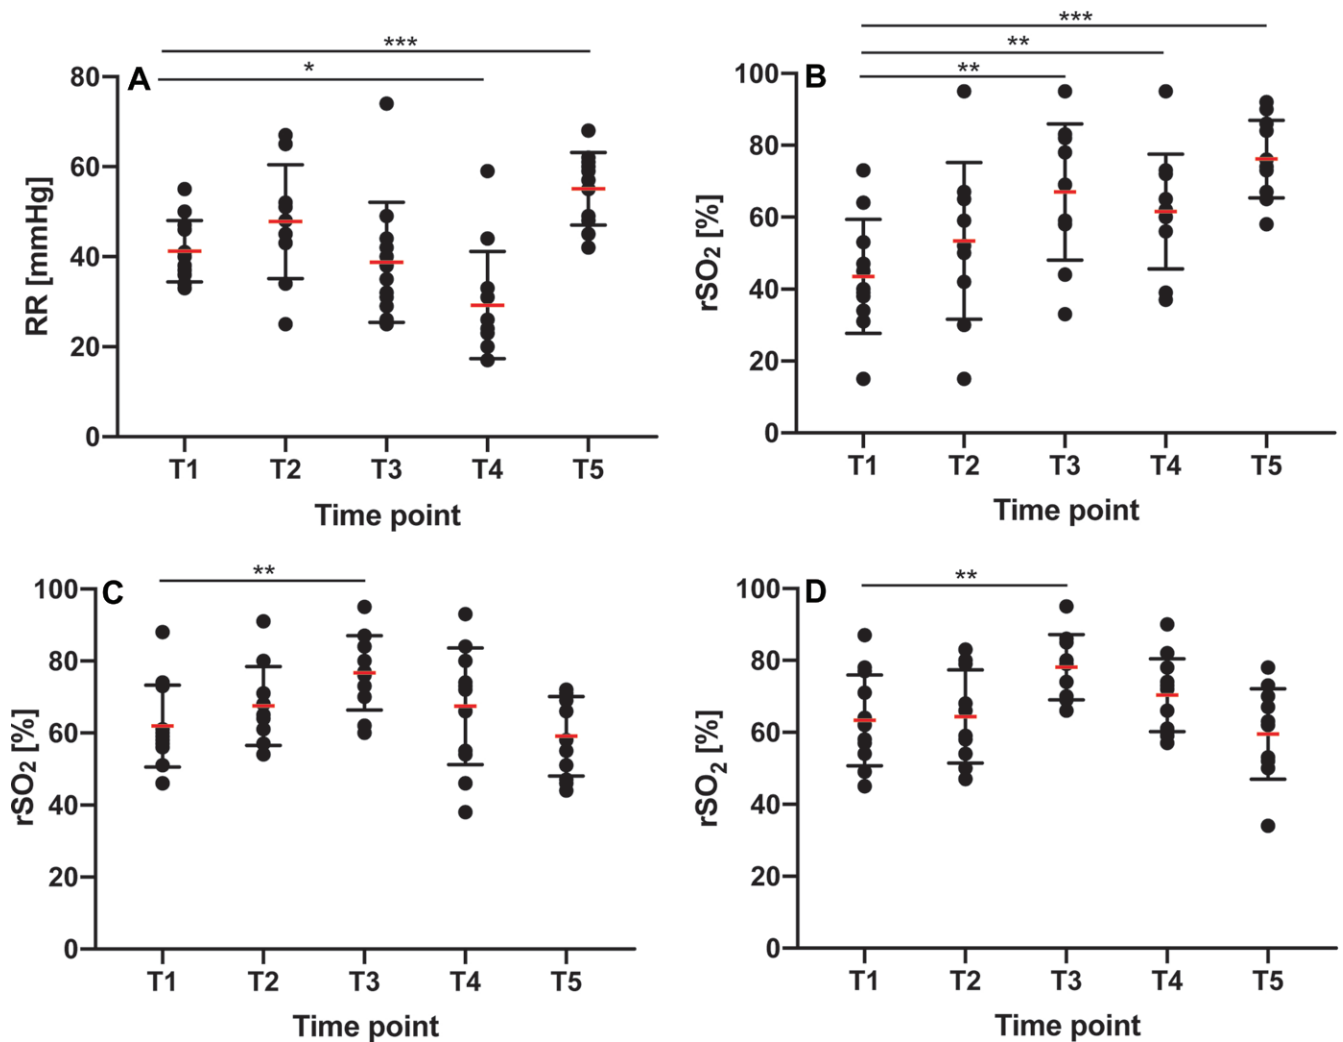 ***
*
A
80
60
40
20
0
RR [mmHg]
T1 T2 T3 T4 T5
Time point
***
**
**
B
100
80
60
40
20
0
rSO₂ [%]
T1 T2 T3 T4 T5
Time point
**
C
100
80
60
40
20
0
rSO₂ [%]
T1 T2 T3 T4 T5
Time point
**
D
100
80
60
40
20
0
rSO₂ [%]
T1 T2 T3 T4 T5
Time point